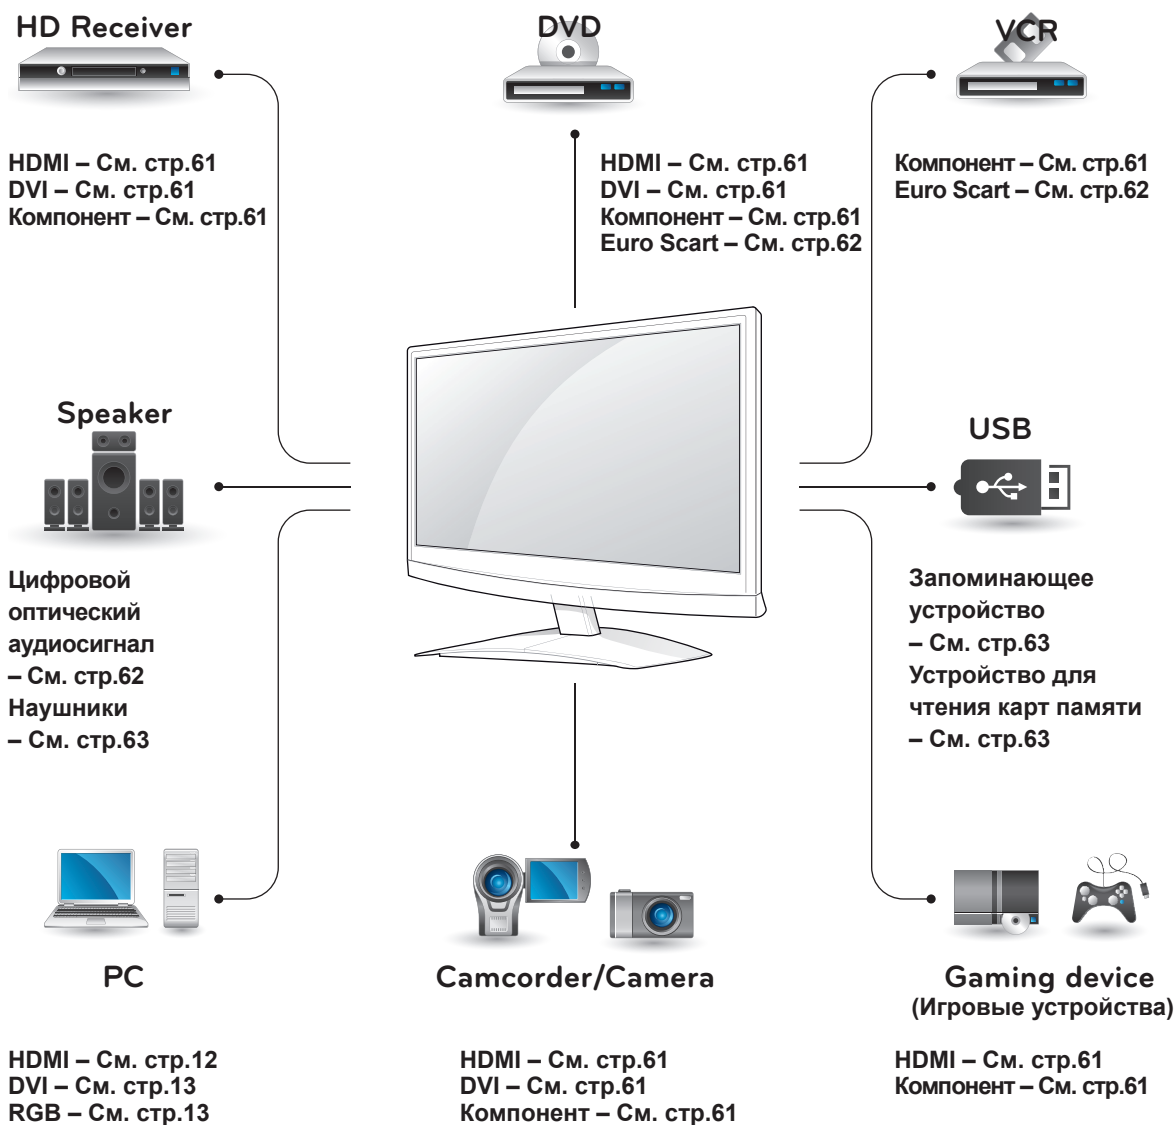 HD Receiver
HDMI – См. стр.61
DVI – См. стр.61
Компонент – См. стр.61
DVD
HDMI – См. стр.61
DVI – См. стр.61
Компонент – См. стр.61
Euro Scart – См. стр.62
VCR
Компонент – См. стр.61
Euro Scart – См. стр.62
Speaker
Цифровой
оптический
аудиосигнал
– См. стр.62
Наушники
– См. стр.63
USB
Запоминающее
устройство
– См. стр.63
Устройство для
чтения карт памяти
– См. стр.63
PC
HDMI – См. стр.12
DVI – См. стр.13
RGB – См. стр.13
Camcorder/Camera
HDMI – См. стр.61
DVI – См. стр.61
Компонент – См. стр.61
Gaming device
(Игровые устройства)
HDMI – См. стр.61
Компонент – См. стр.61